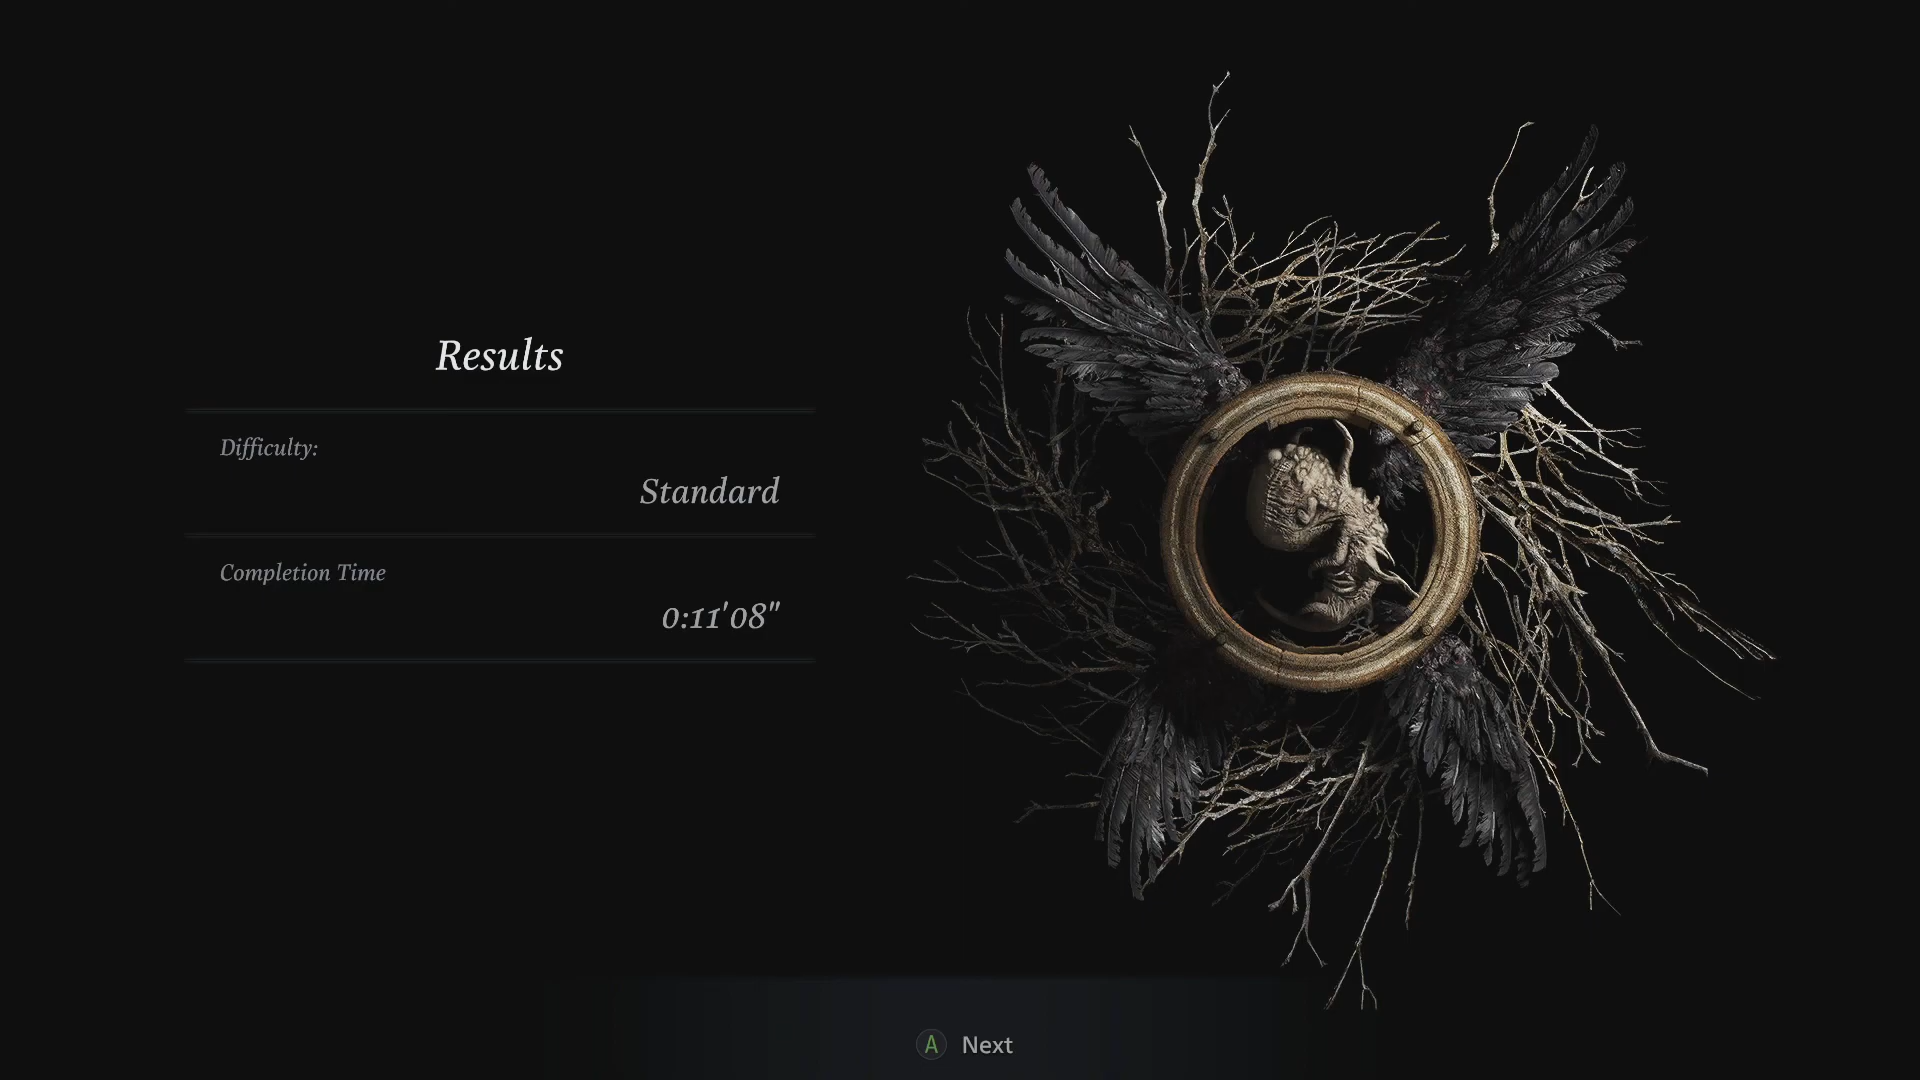 Results
Difficulty:
Standard
Completion Time
0:11'08"
A Next